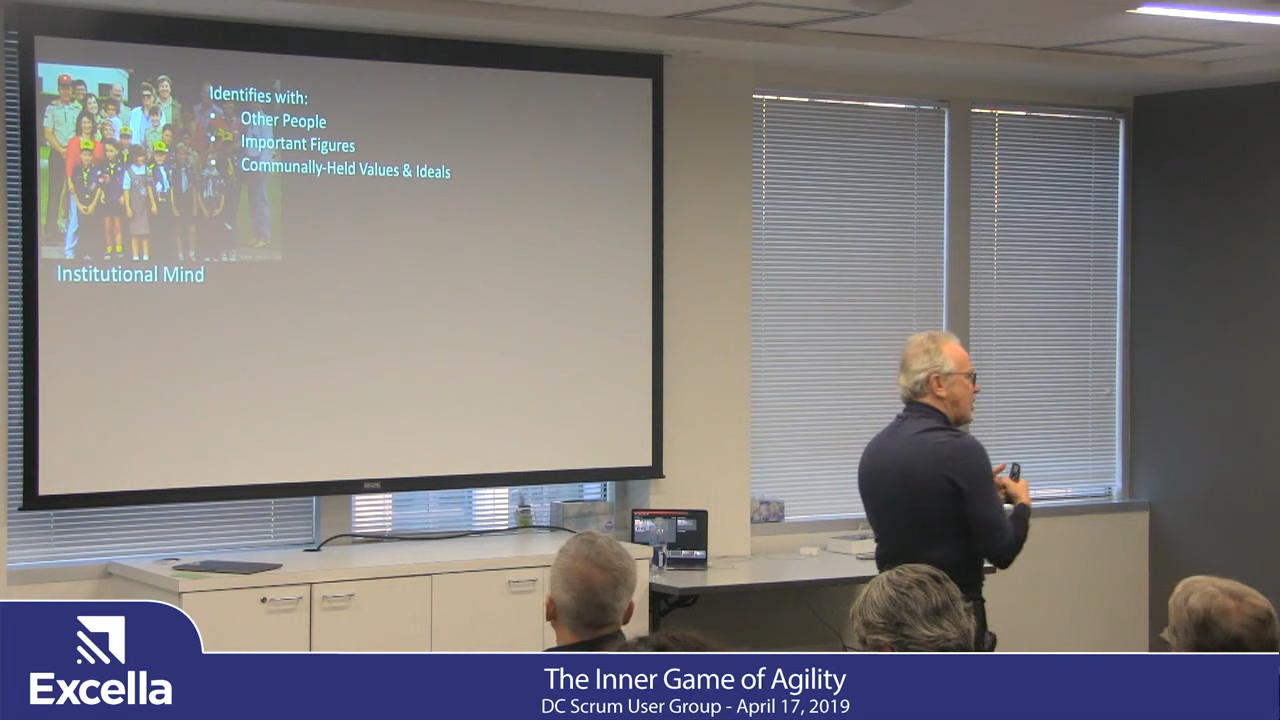 Identifies with:
• Other People
• Important Figures
• Communally-Held Values & Ideals
Institutional Mind
Excella
The Inner Game of Agility
DC Scrum User Group - April 17, 2019